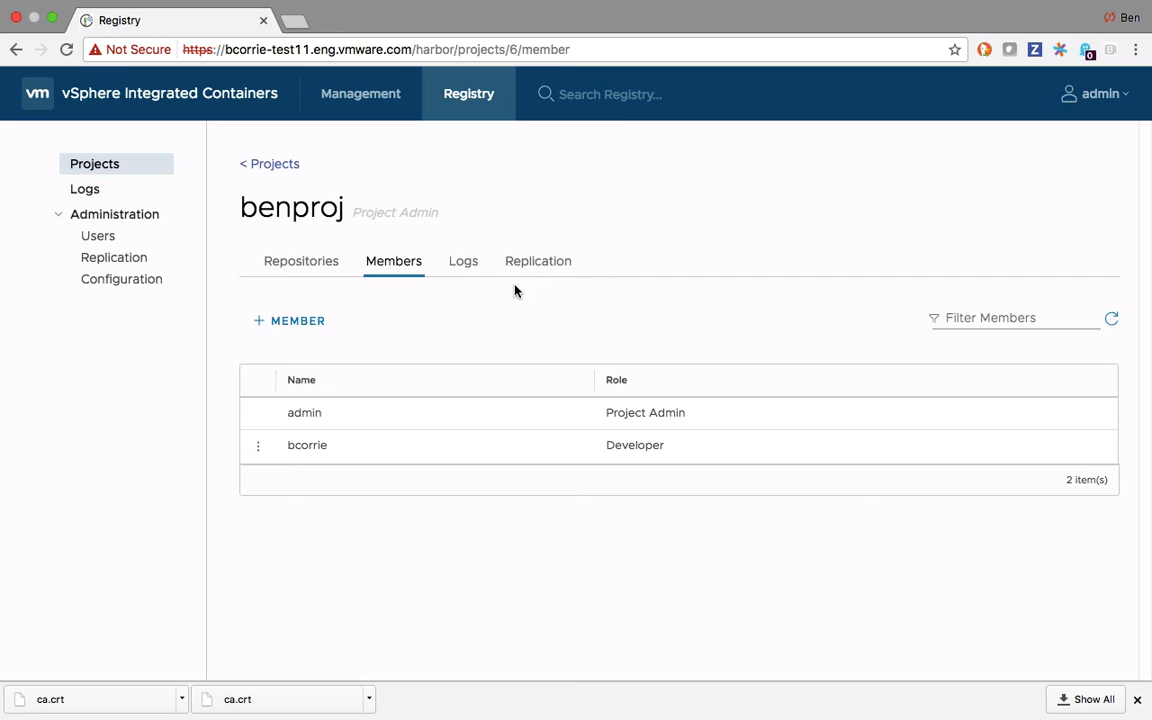 Registry
Ben
Not Secure https://bcorrie-test11.eng.vmware.com/harbor/projects/6/member
Z
0
vm vSphere Integrated Containers Management Registry Search Registry... admin
Projects
Logs
Administration
Users
Replication
Configuration
< Projects
benproj Project Admin
Repositories Members Logs Replication
+ MEMBER
Filter Members
Name Role
admin Project Admin
bcorrie Developer
2 item(s)
ca.crt ca.crt Show All